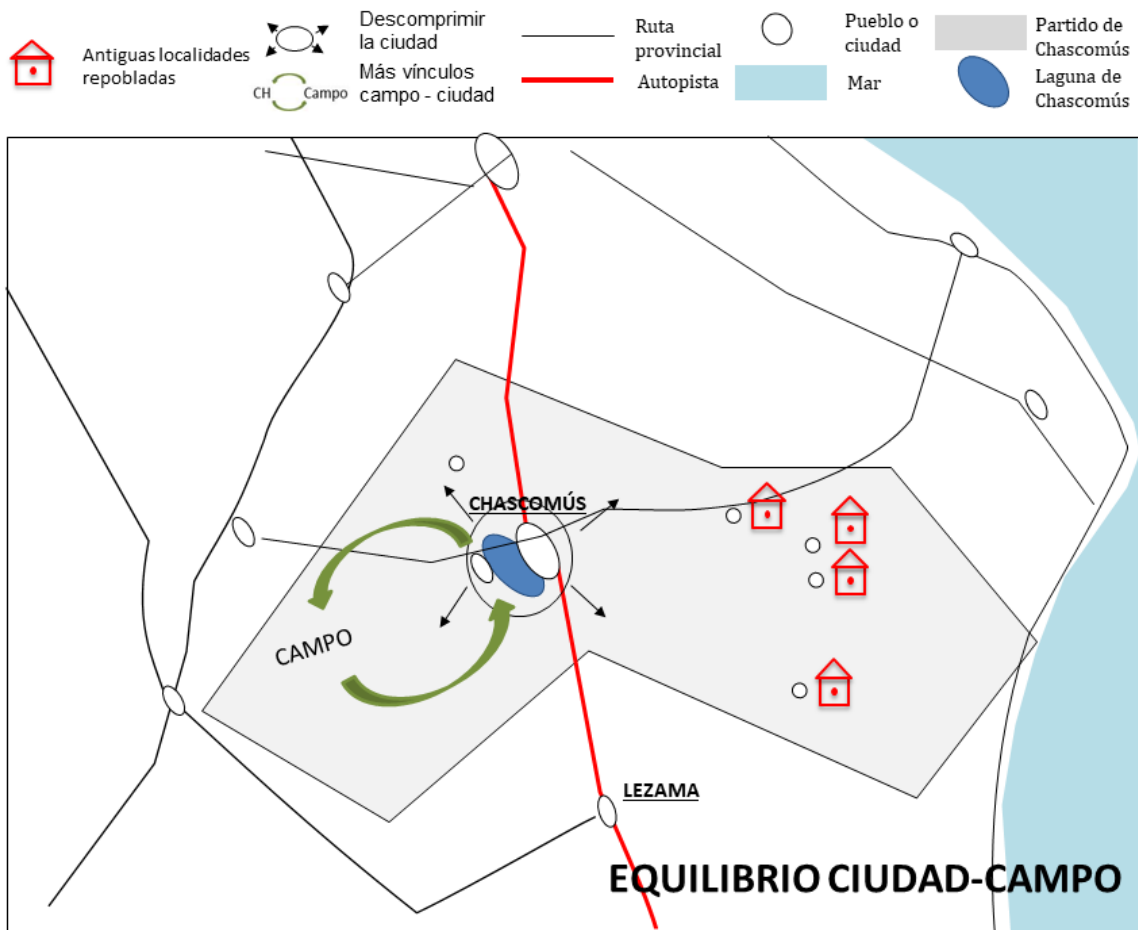 Antiguas localidades
repobladas
Descomprimir
la ciudad
CH Campo
Más vínculos
campo - ciudad
Ruta
provincial
Autopista
Pueblo o
ciudad
Mar
Partido de
Chascomús
Laguna de
Chascomús
CHASCOMÚS
CAMPO
LEZAMA
EQUILIBRIO CIUDAD-CAMPO